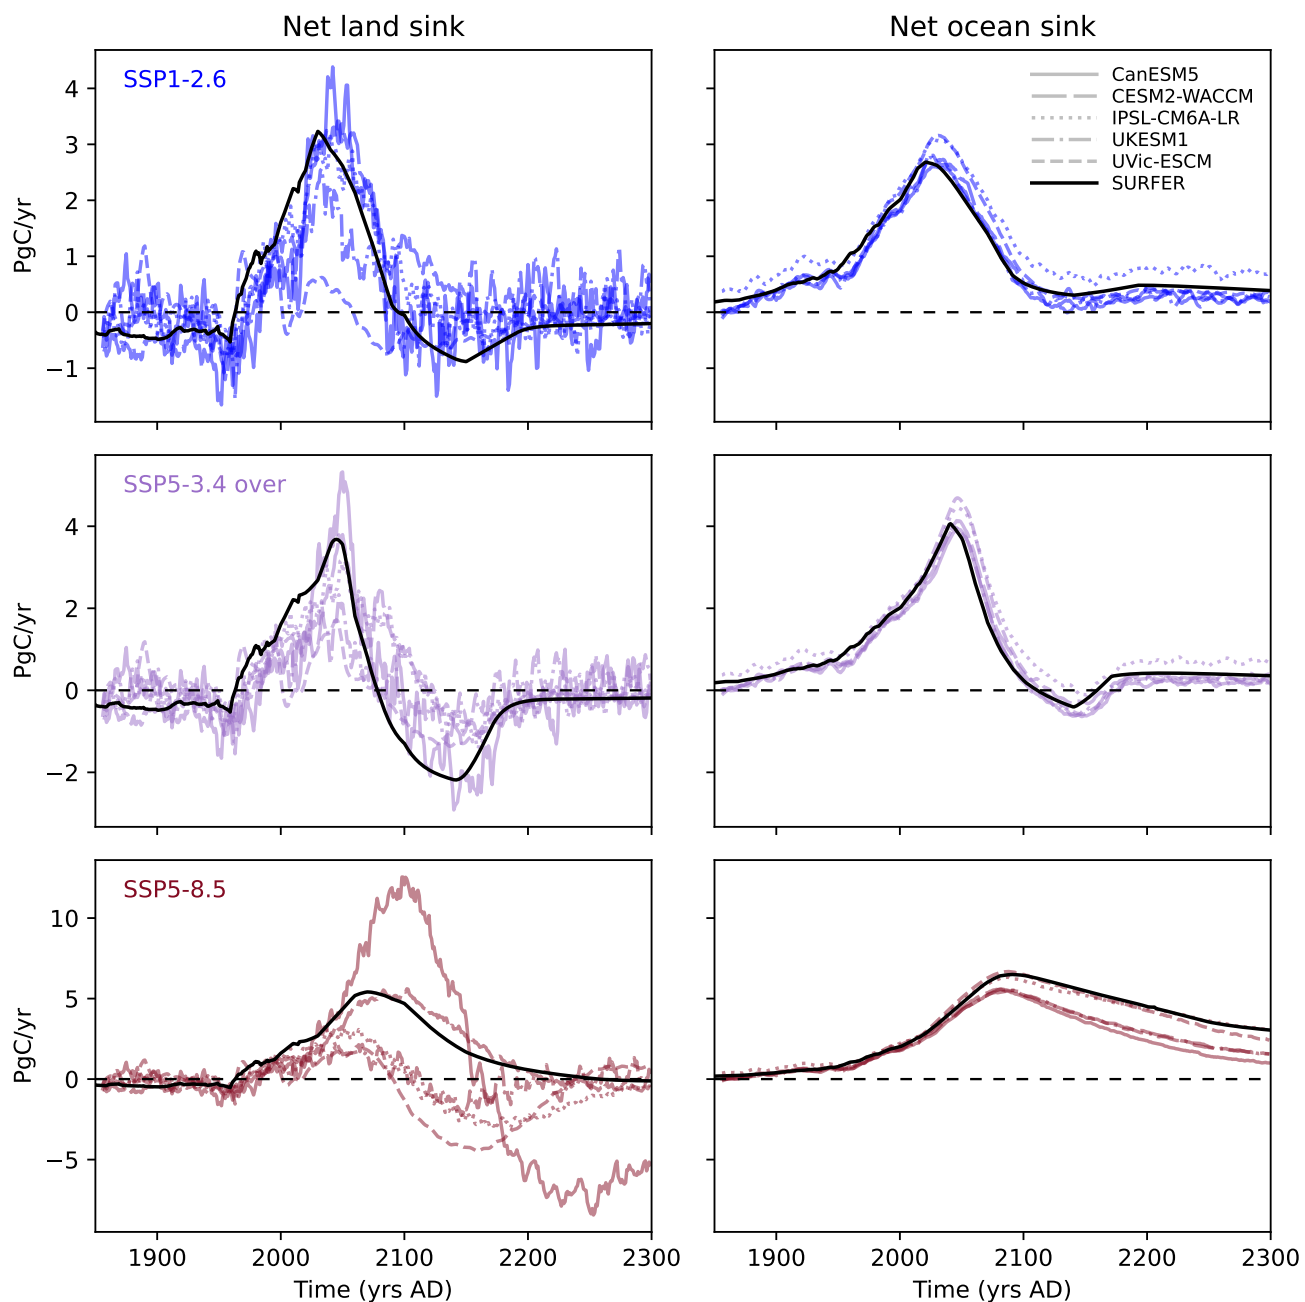 Net land sink
Net ocean sink
SSP1-2.6
PgC/yr
4
3
2
1
0
−1
CanESM5
CESM2-WACCM
IPSL-CM6A-LR
UKESM1
UVic-ESCM
SURFER
SSP5-3.4 over
PgC/yr
4
2
0
−2
SSP5-8.5
PgC/yr
10
5
0
−5
1900 2000 2100 2200 2300
Time (yrs AD)
1900 2000 2100 2200 2300
Time (yrs AD)